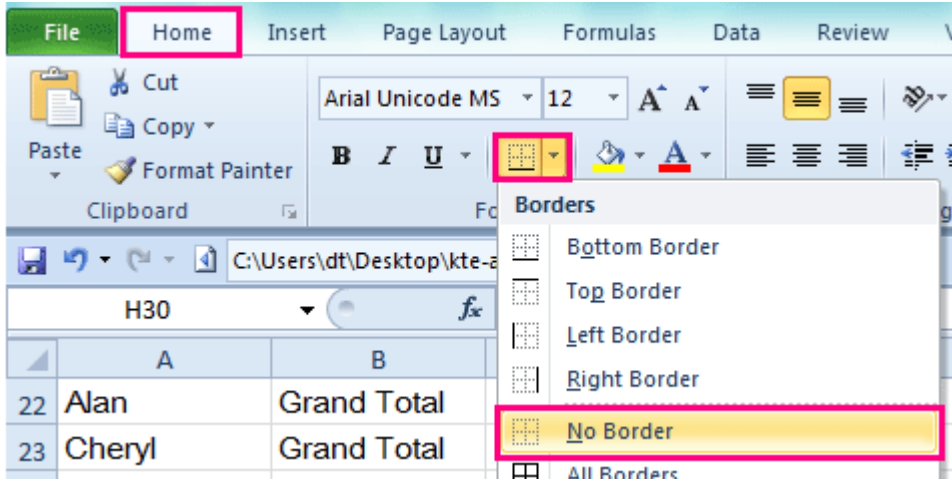 File Home Insert Page Layout Formulas Data Review
Cut
Arial Unicode MS 12 A A
Copy
Paste
B I U A
Format Painter
Clipboard
Borders
Bottom Border
C:\Users\dt\Desktop\kte-a
Top Border
H30 fx
Left Border
A B
Right Border
22 Alan Grand Total
No Border
23 Cheryl Grand Total
All Borders